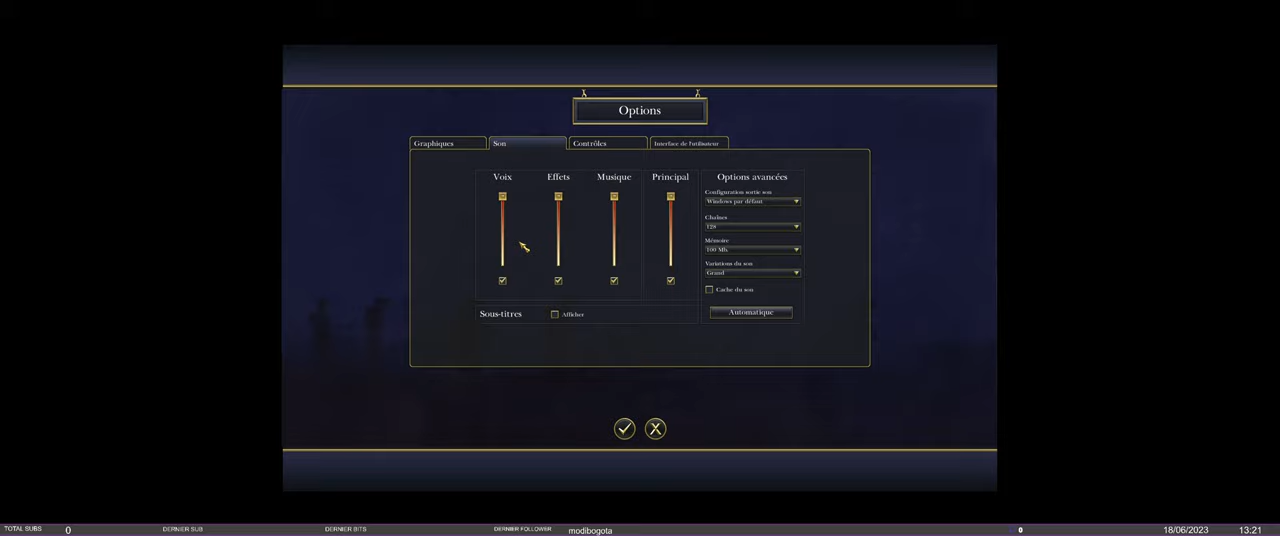 Options
Graphiques
Son
Contrôles
Interface de l'utilisateur
Voix
Effets
Musique
Principal
Options avancées
Configuration sortie son
Windows par défaut
Chaînes
128
Mémoire
100 Mb.
Variations du son
Grand
Cache du son
Automatique
Sous-titres
Afficher
X
TOTAL SUBS 0 DERNIER SUB DERNIER BITS DERNIER FOLLOWER modibogota 0 18/06/2023 13:21